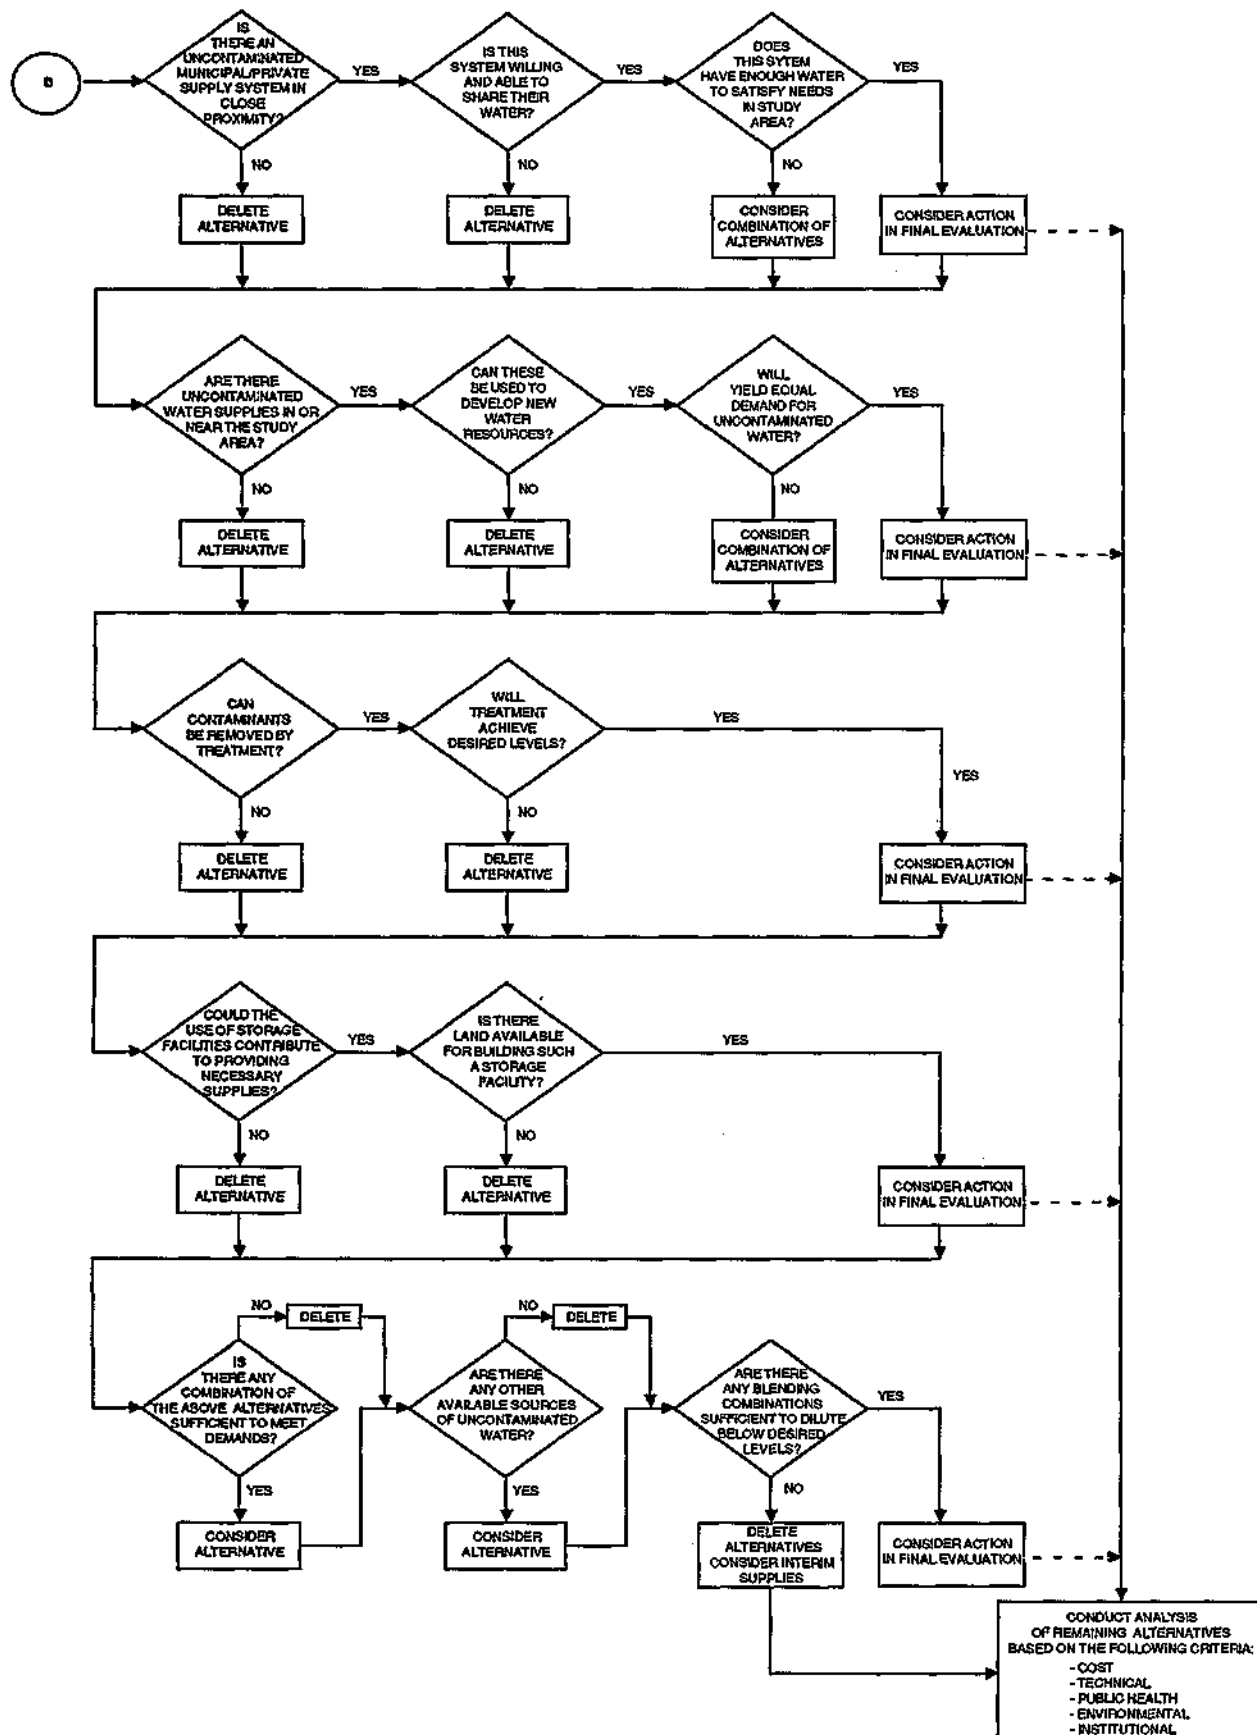 IS
THERE AN
UNCONTAMINATED
MUNICIPAL/PRIVATE
SUPPLY SYSTEM IN
CLOSE
PROXIMITY?
YES
IS THIS
SYSTEM WILLING
AND ABLE TO
SHARE THEIR
WATER?
YES
DOES
THIS SYTEM
HAVE ENOUGH WATER
TO SATISFY NEEDS
IN STUDY
AREA?
YES
NO
NO
NO
DELETE
ALTERNATIVE
DELETE
ALTERNATIVE
CONSIDER
COMBINATION OF
ALTERNATIVES
CONSIDER ACTION
IN FINAL EVALUATION
ARE THERE
UNCONTAMINATED
WATER SUPPLIES IN OR
NEAR THE STUDY
AREA?
YES
CAN THESE
BE USED TO
DEVELOP NEW
WATER
RESOURCES?
YES
WILL
YIELD EQUAL
DEMAND FOR
UNCONTAMINATED
WATER?
YES
NO
NO
NO
DELETE
ALTERNATIVE
DELETE
ALTERNATIVE
CONSIDER
COMBINATION OF
ALTERNATIVES
CONSIDER ACTION
IN FINAL EVALUATION
CAN
CONTAMINANTS
BE REMOVED BY
TREATMENT?
YES
WILL
TREATMENT
ACHIEVE
DESIRED LEVELS?
YES
YES
NO
NO
DELETE
ALTERNATIVE
DELETE
ALTERNATIVE
CONSIDER ACTION
IN FINAL EVALUATION
COULD THE
USE OF STORAGE
FACILITIES CONTRIBUTE
TO PROVIDING
NECESSARY
SUPPLIES?
YES
IS THERE
LAND AVAILABLE
FOR BUILDING SUCH
A STORAGE
FACILITY?
YES
NO
NO
DELETE
ALTERNATIVE
DELETE
ALTERNATIVE
CONSIDER ACTION
IN FINAL EVALUATION
NO
DELETE
NO
DELETE
IS
THERE ANY
COMBINATION OF
THE ABOVE ALTERNATIVES
SUFFICIENT TO MEET
DEMANDS?
ARE THERE
ANY OTHER
AVAILABLE SOURCES
OF UNCONTAMINATED
WATER?
ARE THERE
ANY BLENDING
COMBINATIONS
SUFFICIENT TO DILUTE
BELOW DESIRED
LEVELS?
YES
YES
YES
NO
CONSIDER
ALTERNATIVE
CONSIDER
ALTERNATIVE
DELETE
ALTERNATIVES
CONSIDER INTERIM
SUPPLIES
CONSIDER ACTION
IN FINAL EVALUATION
CONDUCT ANALYSIS
OF REMAINING ALTERNATIVES
BASED ON THE FOLLOWING CRITERIA:
- COST
- TECHNICAL
- PUBLIC HEALTH
- ENVIRONMENTAL
- INSTITUTIONAL